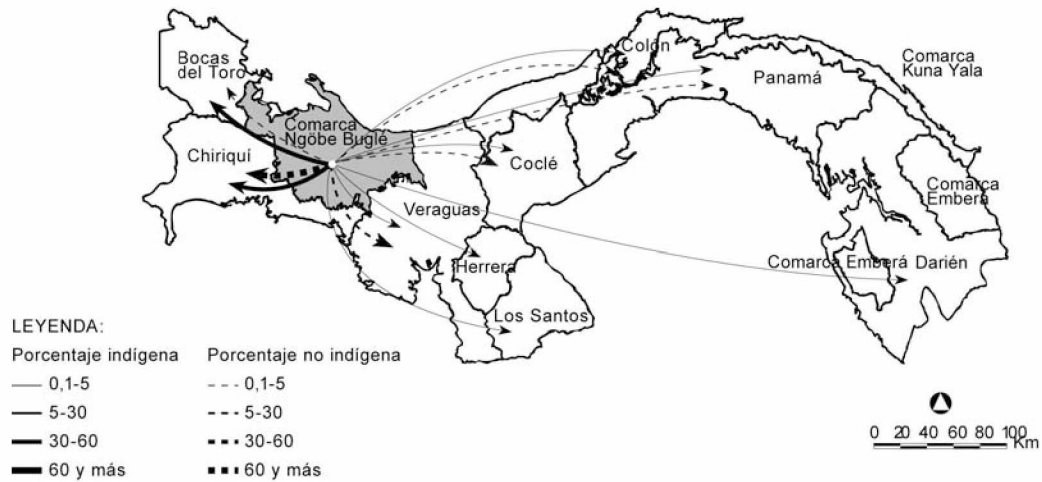 Bocas
del Toro
Comarca
Ngöbe Buglé
Chiriquí
Veraguas
Herrera
Los Santos
Coclé
Colón
Panamá
Comarca
Kuna Yala
Comarca
Emberá
Comarca Emberá Darién
LEYENDA:
Porcentaje indígena
0,1-5
5-30
30-60
60 y más
Porcentaje no indígena
0,1-5
5-30
30-60
60 y más
0 20 40 60 80 100
Km